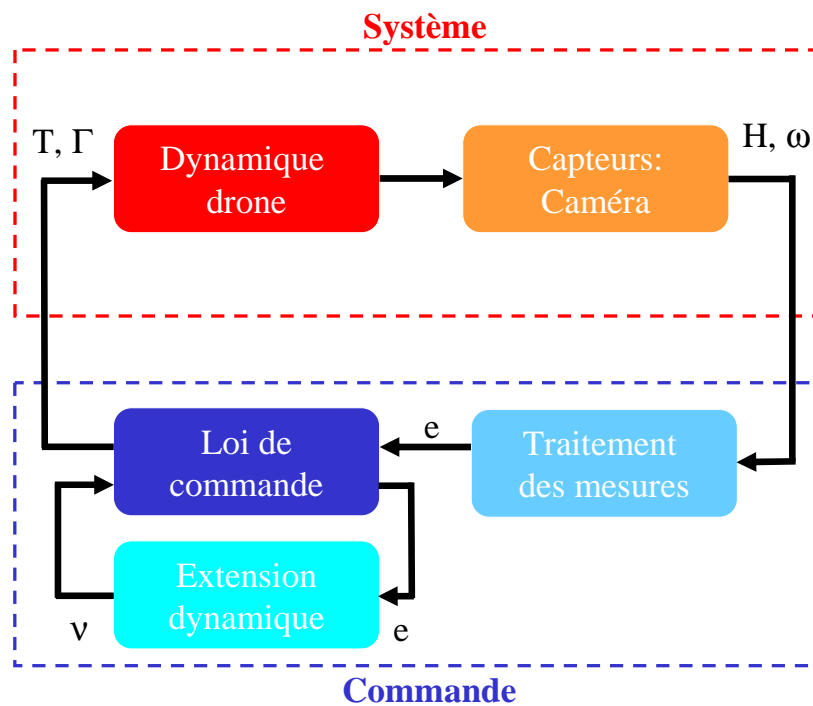 Système
T, Γ
Dynamique
drone
Capteurs:
Caméra
H, ω
Loi de
commande
e
Traitement
des mesures
Extension
dynamique
ν
e
Commande